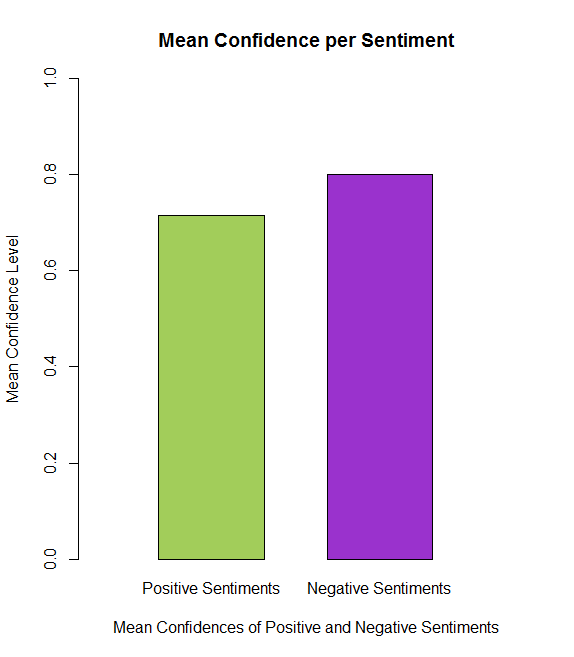 Mean Confidence per Sentiment
Mean Confidence Level
1.0
0.8
0.6
0.4
0.2
0.0
Positive Sentiments Negative Sentiments
Mean Confidences of Positive and Negative Sentiments